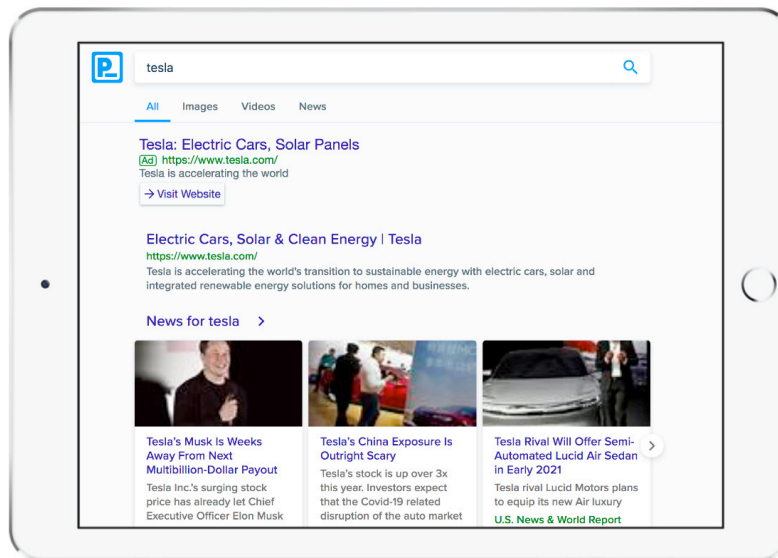 P_
tesla
All Images Videos News
Tesla: Electric Cars, Solar Panels
Ad https://www.tesla.com/
Tesla is accelerating the world
→ Visit Website
Electric Cars, Solar & Clean Energy | Tesla
https://www.tesla.com/
Tesla is accelerating the world's transition to sustainable energy with electric cars, solar and
integrated renewable energy solutions for homes and businesses.
News for tesla >
Tesla's Musk Is Weeks
Away From Next
Multibillion-Dollar Payout
Tesla Inc.'s surging stock
price has already let Chief
Executive Officer Elon Musk
Tesla's China Exposure Is
Outright Scary
Tesla's stock is up over 3x
this year. Investors expect
that the Covid-19 related
disruption of the auto market
Tesla Rival Will Offer Semi-
Automated Lucid Air Sedan
in Early 2021
Tesla rival Lucid Motors plans
to equip its new Air luxury
U.S. News & World Report